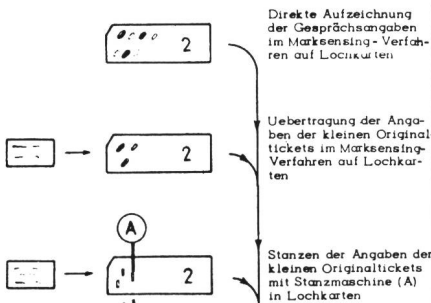 2
Direkte Aufzeichnung
der Gesprächsangaben
im Marksensing-Verfah-
ren auf Lochkarten
2
Uebertragung der Anga-
ben der kleinen Original-
tickets im Marksensing-
Verfahren auf Lochkar-
ten
A
2
Stanzen der Angaben der
kleinen Originaltickets
mit Stanzmaschine (A)
in Lochkarten